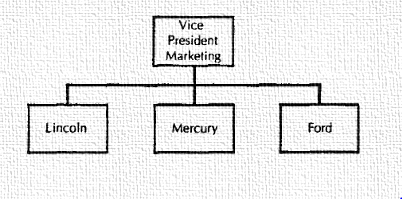 Vice
President
Marketing
Lincoln
Mercury
Ford